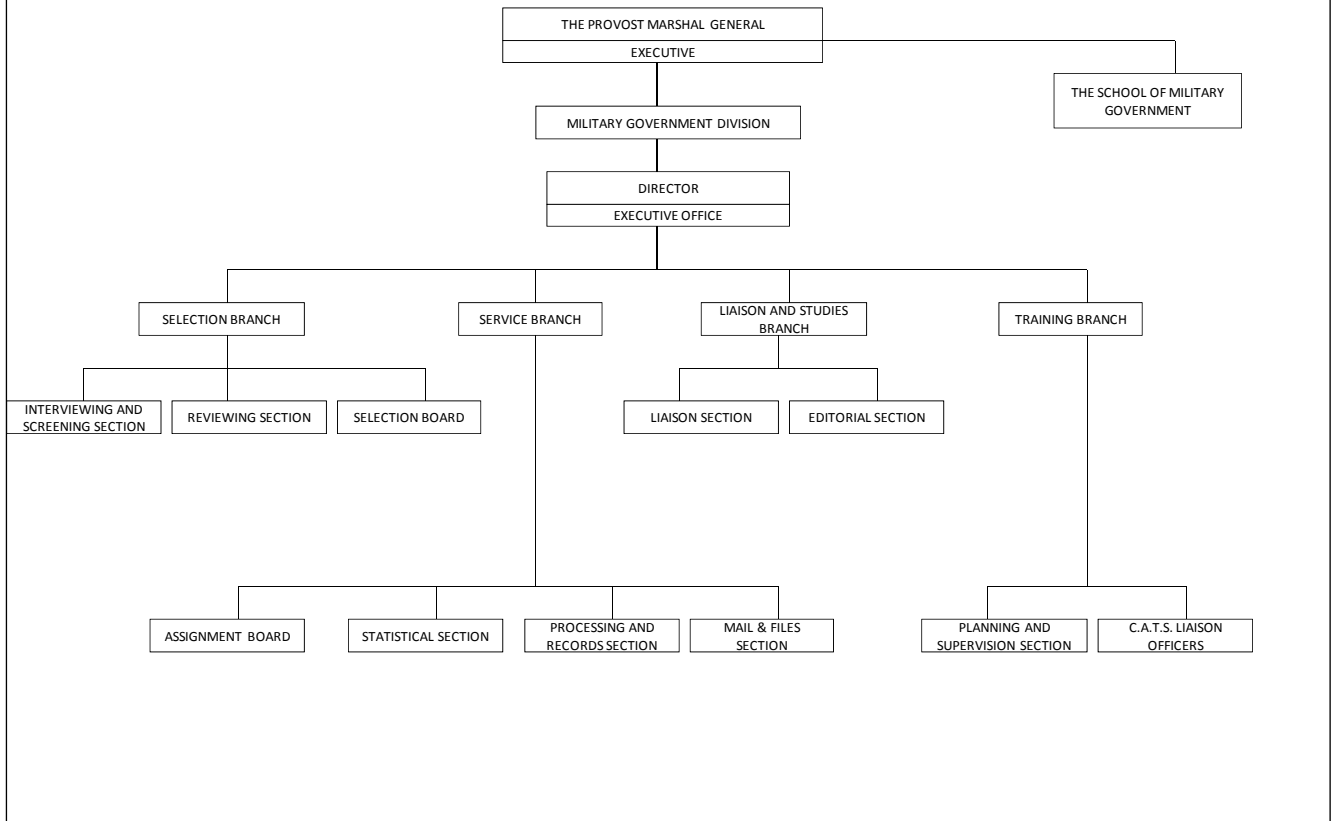 THE PROVOST MARSHAL GENERAL
EXECUTIVE
THE SCHOOL OF MILITARY
GOVERNMENT
MILITARY GOVERNMENT DIVISION
DIRECTOR
EXECUTIVE OFFICE
SELECTION BRANCH
SERVICE BRANCH
LIAISON AND STUDIES
BRANCH
TRAINING BRANCH
INTERVIEWING AND
SCREENING SECTION
REVIEWING SECTION
SELECTION BOARD
LIAISON SECTION
EDITORIAL SECTION
ASSIGNMENT BOARD
STATISTICAL SECTION
PROCESSING AND
RECORDS SECTION
MAIL & FILES
SECTION
PLANNING AND
SUPERVISION SECTION
C.A.T.S. LIAISON
OFFICERS